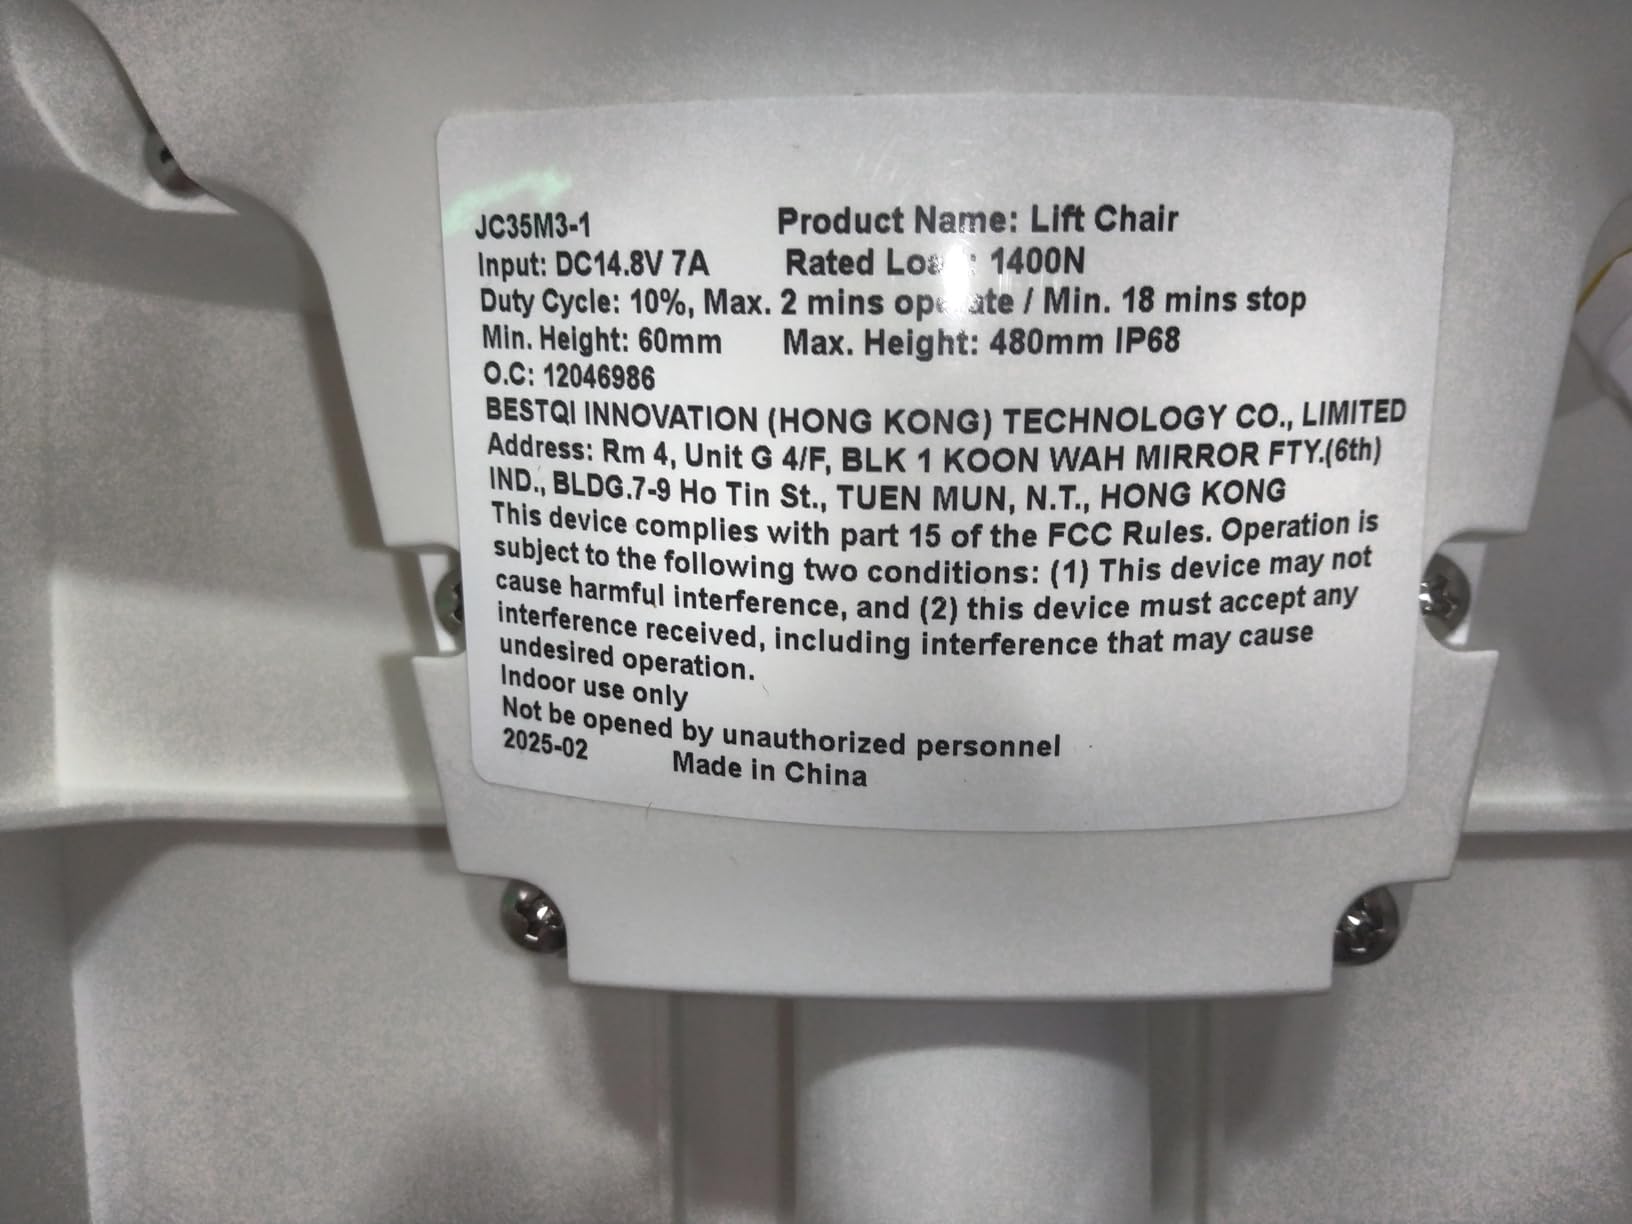 JC35M3-1 Product Name: Lift Chair
Input: DC14.8V 7A Rated Load: 1400N
Duty Cycle: 10%, Max. 2 mins operate / Min. 18 mins stop
Min. Height: 60mm Max. Height: 480mm IP68
O.C: 12046986
BESTQI INNOVATION (HONG KONG) TECHNOLOGY CO., LIMITED
Address: Rm 4, Unit G 4/F, BLK 1 KOON WAH MIRROR FTY.(6th)
IND., BLDG.7-9 Ho Tin St., TUEN MUN, N.T., HONG KONG
This device complies with part 15 of the FCC Rules. Operation is
subject to the following two conditions: (1) This device may not
cause harmful interference, and (2) this device must accept any
interference received, including interference that may cause
undesired operation.
Indoor use only
Not be opened by unauthorized personnel
2025-02 Made in China